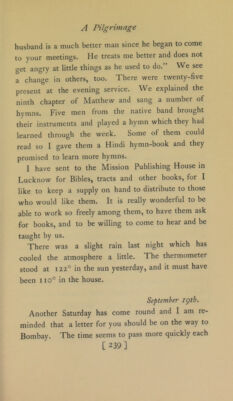 A Pilgrimage
husband is a much better man since he began to come
to your meetings. He treats me better and does not
get angry at little things as he used to do." We see
a change in others, too. There were twenty-five
present at the evening service. We explained the
ninth chapter of Matthew and sang a number of
hymns. Five men from the native band brought
their instruments and played a hymn which they had
learned through the week. Some of them could
read so I gave them a Hindi hymn-book and they
promised to learn more hymns.
I have sent to the Mission Publishing House in
Lucknow for Bibles, tracts and other books, for I
like to keep a supply on hand to distribute to those
who would like them. It is really wonderful to be
able to work so freely among them, to have them ask
for books, and to be willing to come to hear and be
taught by us.
There was a slight rain last night which has
cooled the atmosphere a little. The thermometer
stood at 122° in the sun yesterday, and it must have
been 110° in the house.
September 19th.
Another Saturday has come round and I am re-
minded that a letter for you should be on the way to
Bombay. The time seems to pass more quickly each
[ 239 ]